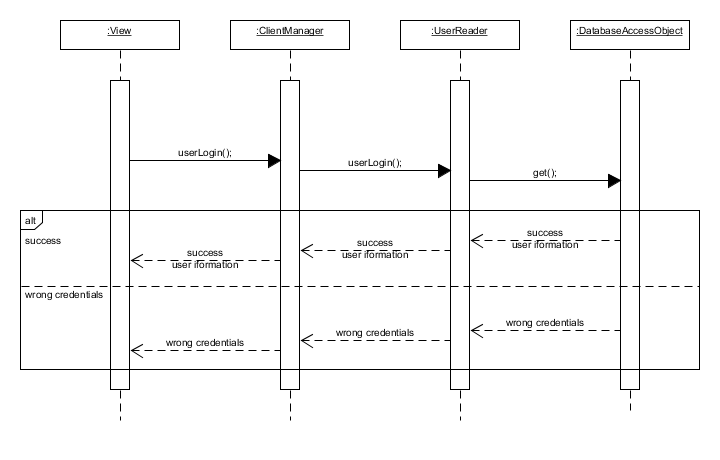 :View
:ClientManager
:UserReader
:DatabaseAccessObject
userLogin();
userLogin();
get();
alt
success
success
user iformation
success
user iformation
success
user iformation
wrong credentials
wrong credentials
wrong credentials
wrong credentials